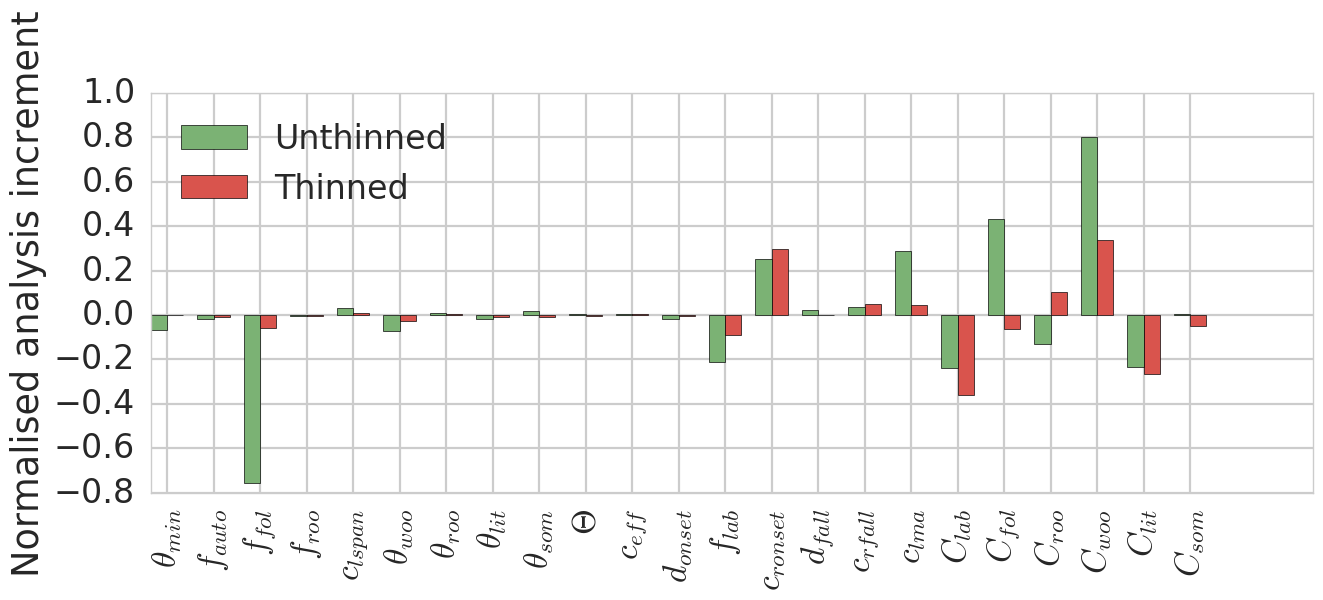 Normalised analysis increment
1.0
0.8
0.6
0.4
0.2
0.0
−0.2
−0.4
−0.6
−0.8
Unthinned
Thinned
θmin
fauto
ffol
froo
clspan
θwoo
θroo
θlit
θsom
Θ
ceff
donset
flab
cronset
dfall
crfall
clma
Clab
Cfol
Croo
Cwoo
Clit
Csom